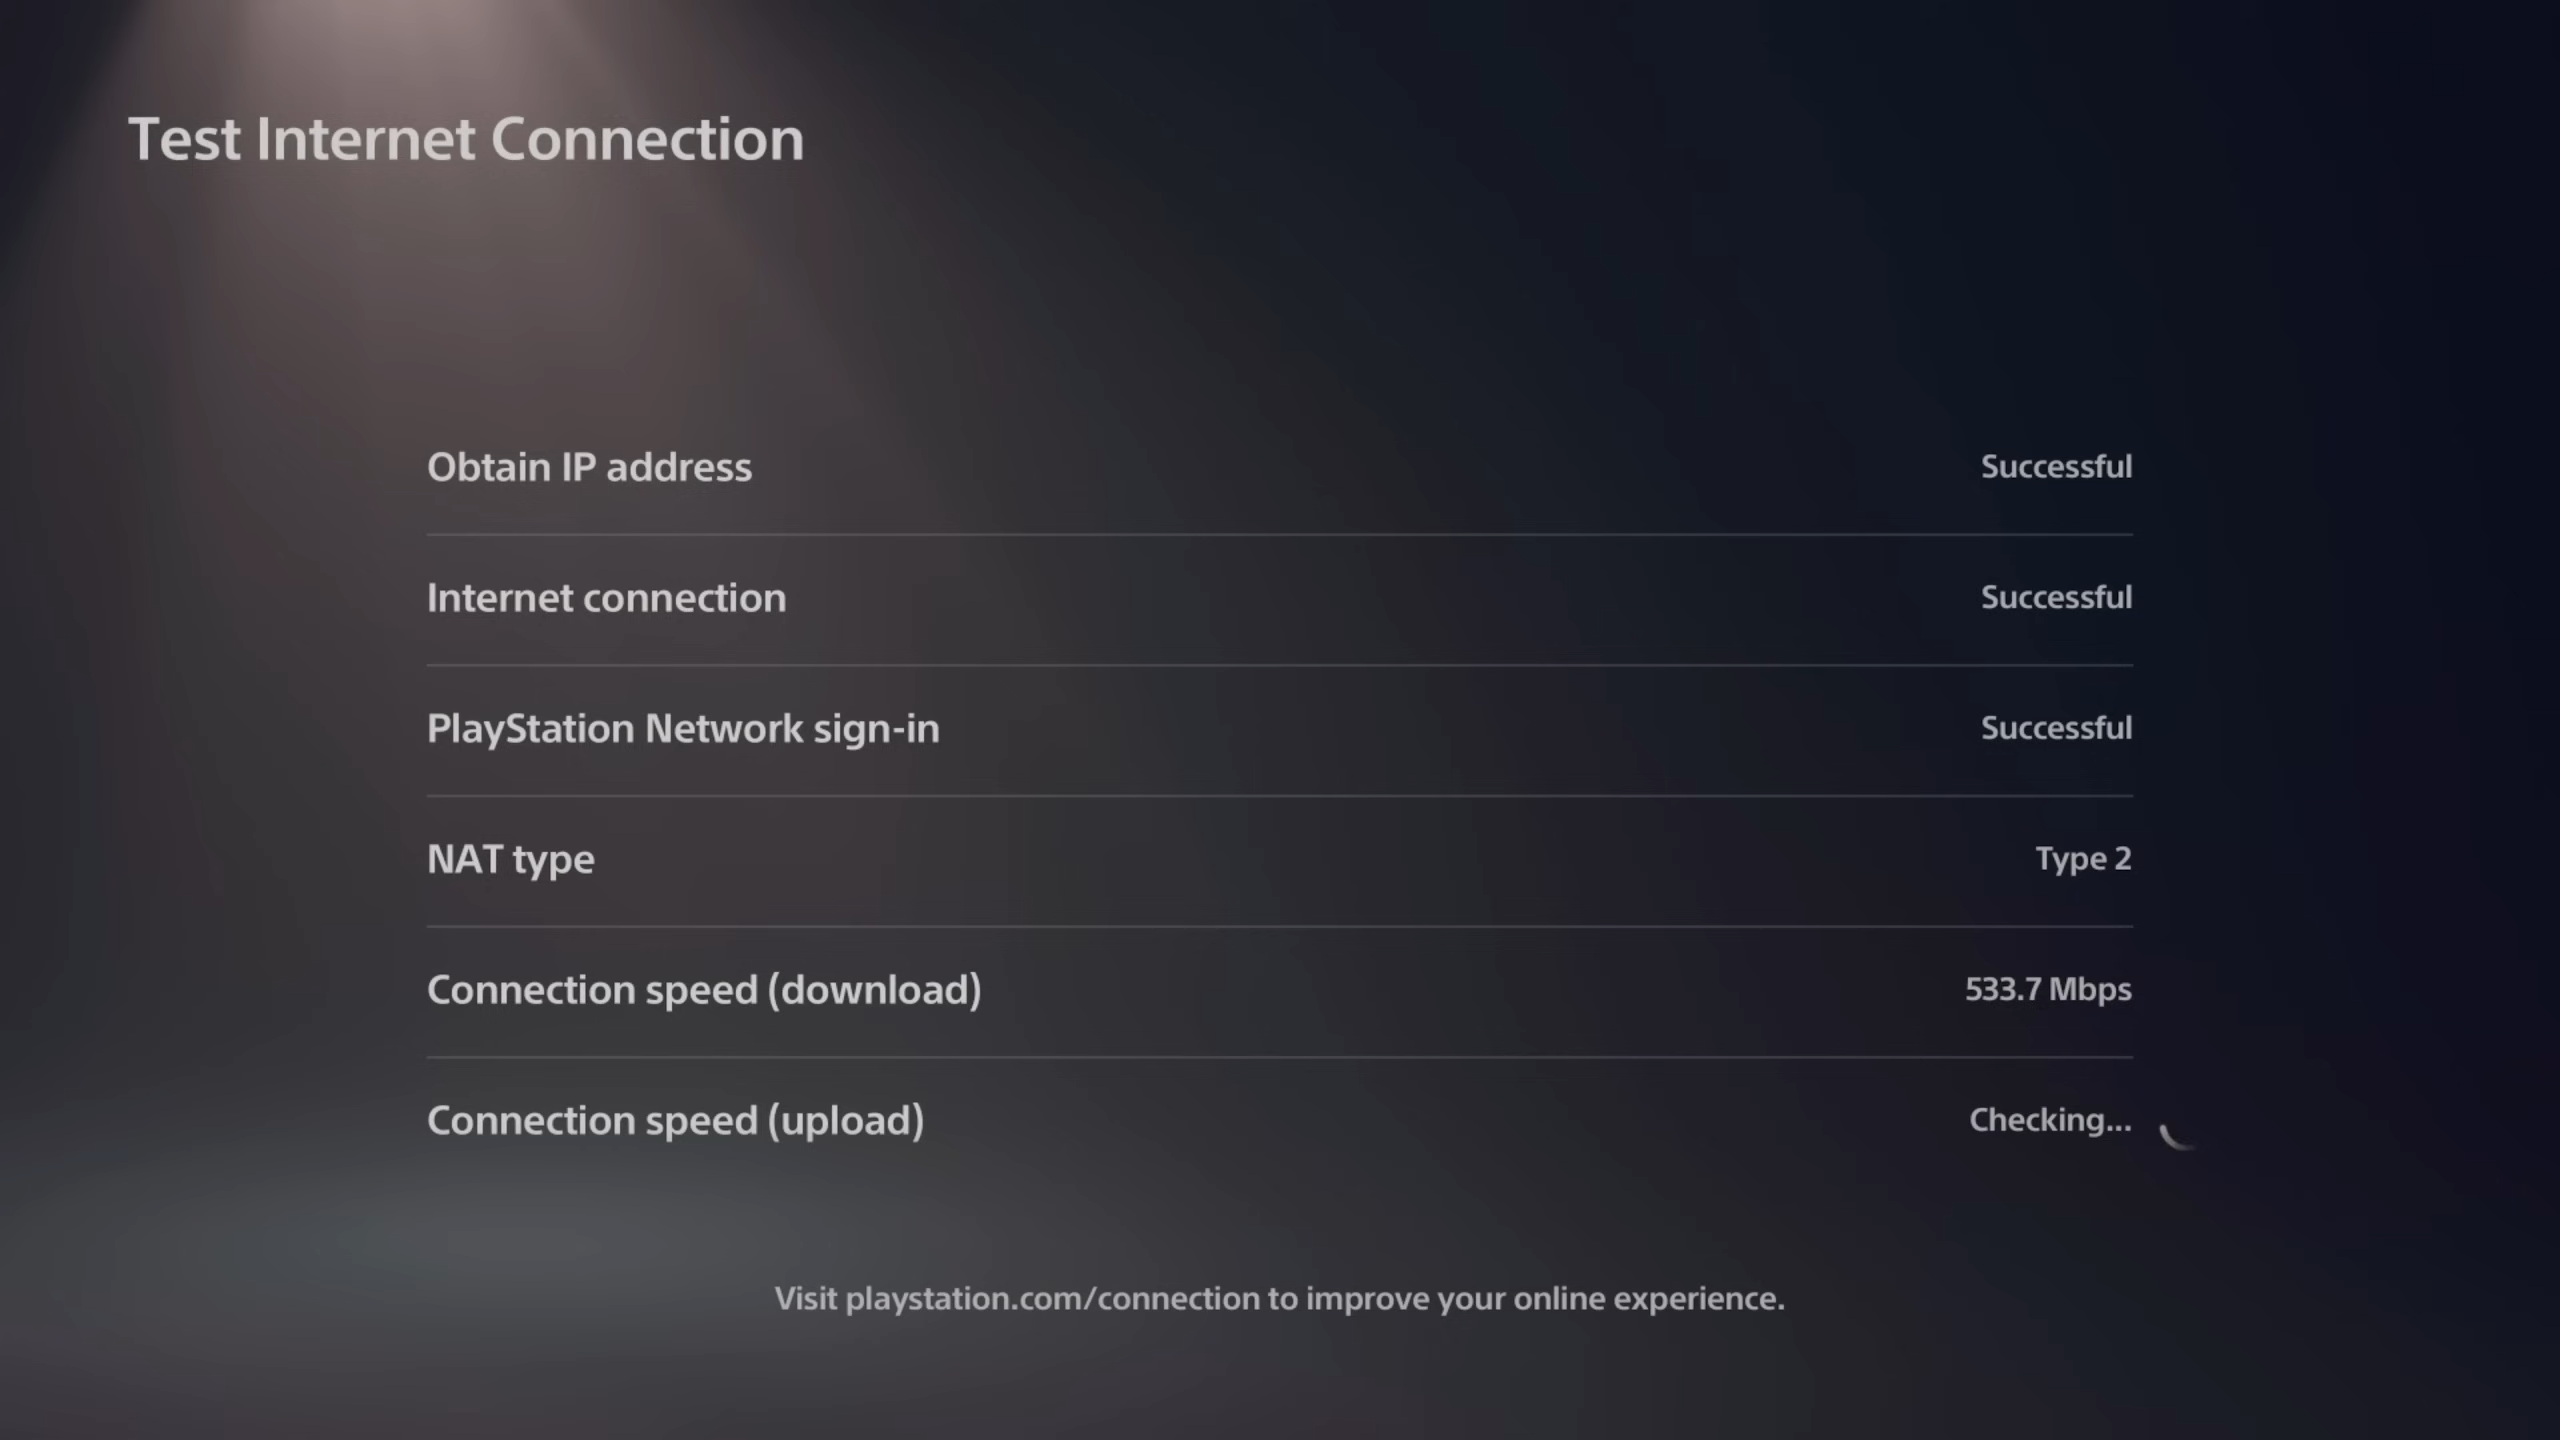 Test Internet Connection
Obtain IP address Successful
Internet connection Successful
PlayStation Network sign-in Successful
NAT type Type 2
Connection speed (download) 533.7 Mbps
Connection speed (upload) Checking...
Visit playstation.com/connection to improve your online experience.